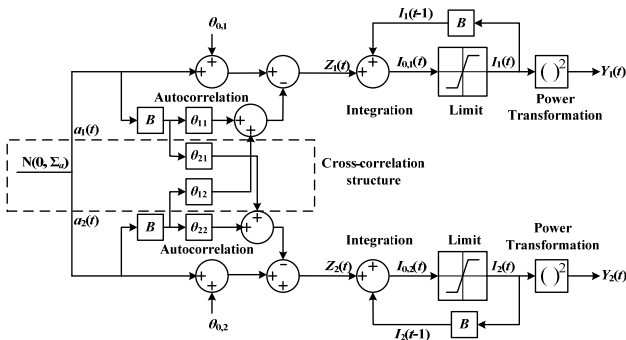 θ0,1
I1(t-1)
B
Z1(t)
I0,1(t)
I1(t)
( )²
Y1(t)
Autocorrelation
Integration
Limit
Power
Transformation
a1(t)
B
θ11
θ21
N(0, Σa)
Cross-correlation
structure
θ12
a2(t)
B
θ22
Autocorrelation
Integration
Limit
Power
Transformation
Z2(t)
I0,2(t)
I2(t)
( )²
Y2(t)
θ0,2
I2(t-1)
B